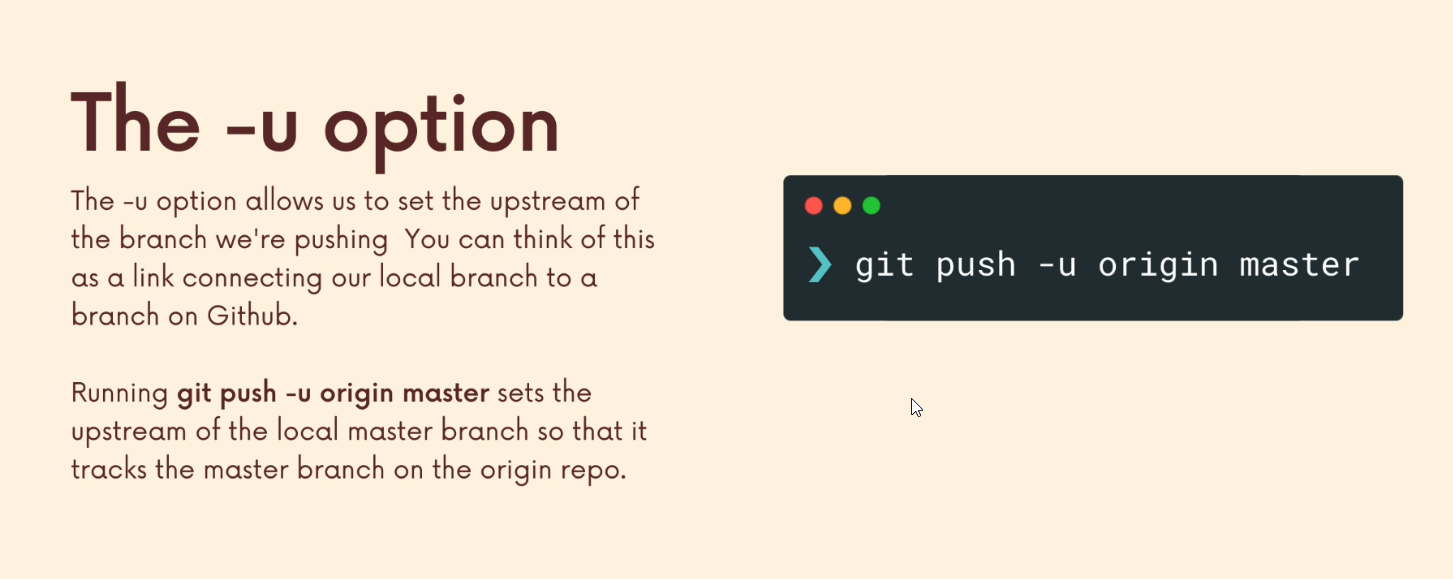 The -u option
The -u option allows us to set the upstream of
the branch we're pushing  You can think of this
as a link connecting our local branch to a
branch on Github.
Running git push -u origin master sets the
upstream of the local master branch so that it
tracks the master branch on the origin repo.
❯ git push -u origin master